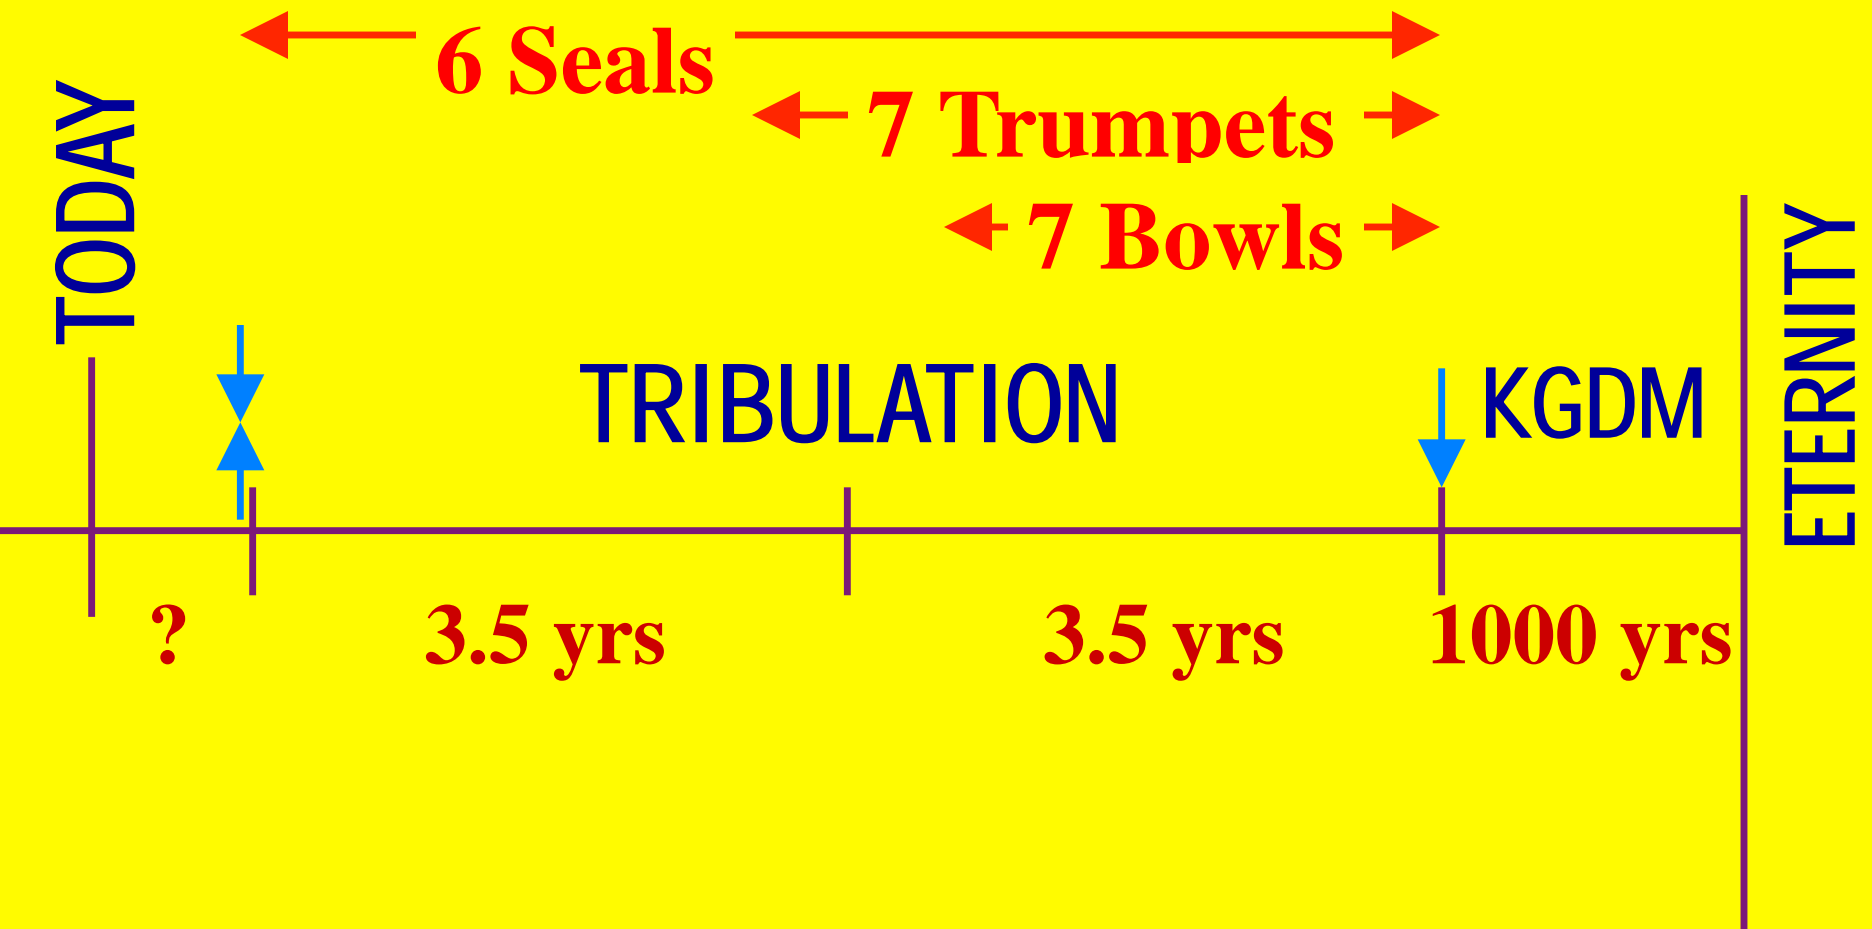 6 Seals
7 Trumpets
7 Bowls
TODAY
TRIBULATION
KGDM
ETERNITY
?
3.5 yrs
3.5 yrs
1000 yrs